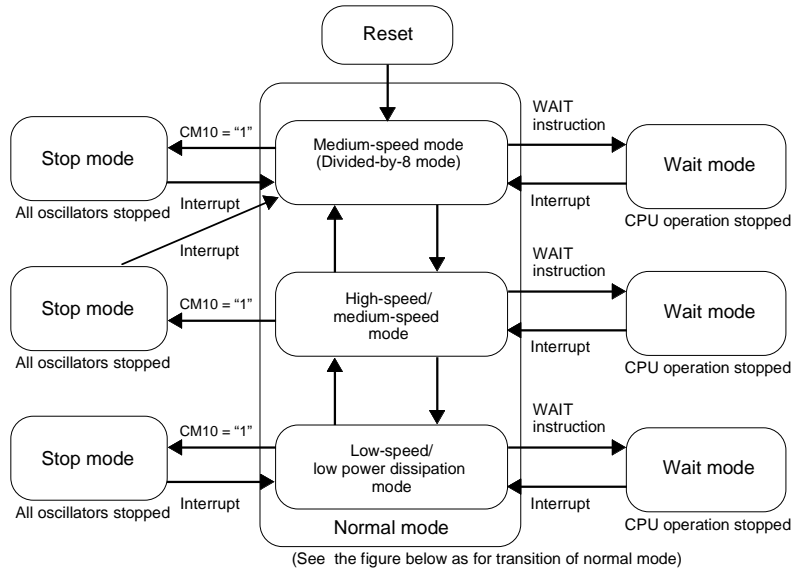 Reset
WAIT
instruction
CM10 = “1”
Medium-speed mode
(Divided-by-8 mode)
Stop mode
Wait mode
Interrupt
Interrupt
All oscillators stopped
CPU operation stopped
Interrupt
WAIT
instruction
CM10 = “1”
High-speed/
medium-speed
mode
Stop mode
Wait mode
Interrupt
All oscillators stopped
CPU operation stopped
WAIT
instruction
CM10 = “1”
Low-speed/
low power dissipation
mode
Stop mode
Wait mode
Interrupt
Interrupt
All oscillators stopped
CPU operation stopped
Normal mode
(See the figure below as for transition of normal mode)